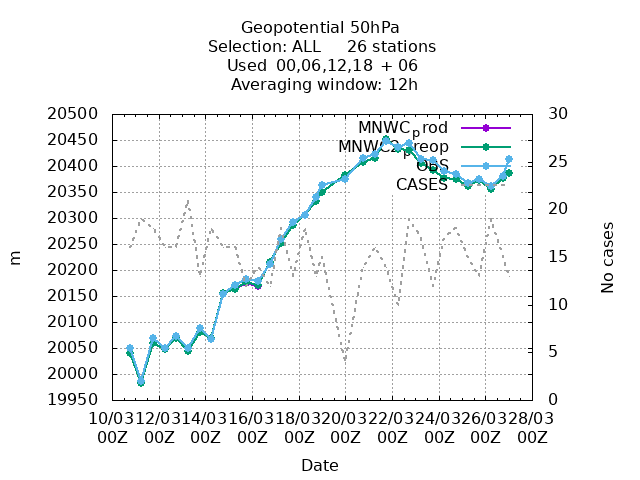 Geopotential 50hPa
Selection: ALL 26 stations
Used 00,06,12,18 + 06
Averaging window: 12h
20500 30
MNWC_prod
20450
MNWC2_preop
20400 25
OBS
CASES
20350
20300 20
20250
m
No cases
15
20200
20150
10
20100
20050 5
20000
19950 0
10/03 12/03 14/03 16/03 18/03 20/03 22/03 24/03 26/03 28/03
00Z 00Z 00Z 00Z 00Z 00Z 00Z 00Z 00Z 00Z
Date